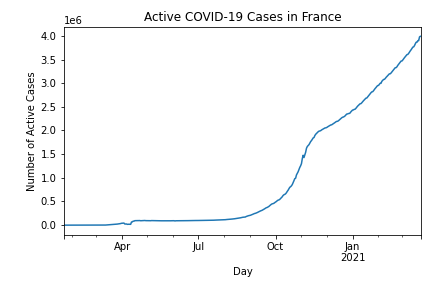 Active COVID-19 Cases in France
1e6
4.0
3.5
3.0
2.5
2.0
1.5
1.0
0.5
0.0
Number of Active Cases
Apr Jul Oct Jan
2021
Day